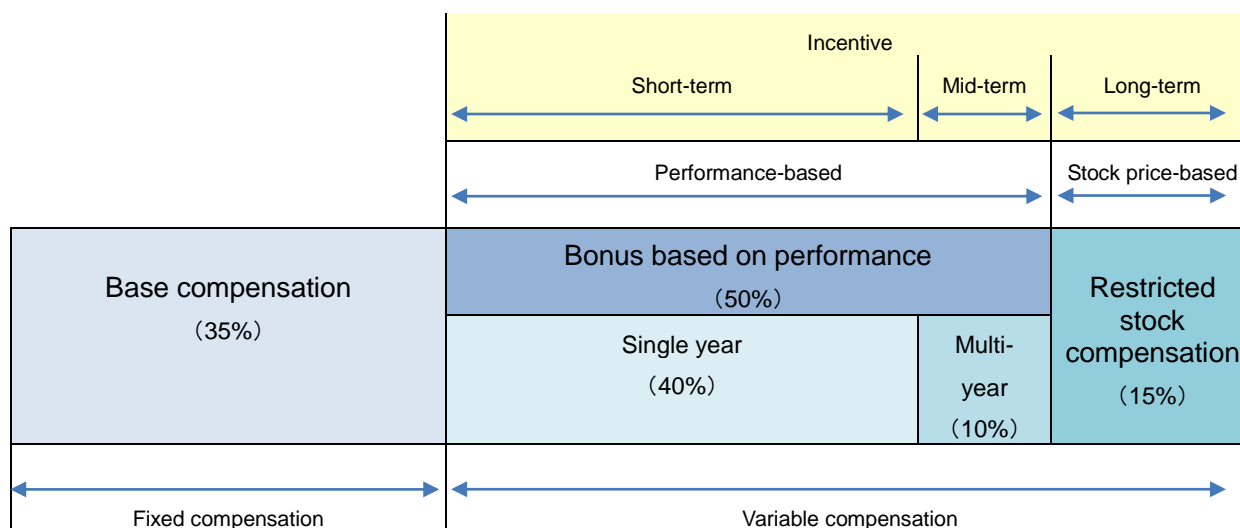 Incentive
Short-term
Mid-term
Long-term
Performance-based
Stock price-based
Base compensation
（35%）
Bonus based on performance
（50%）
Single year
（40%）
Multi-
year
（10%）
Restricted
stock
compensation
（15%）
Fixed compensation
Variable compensation